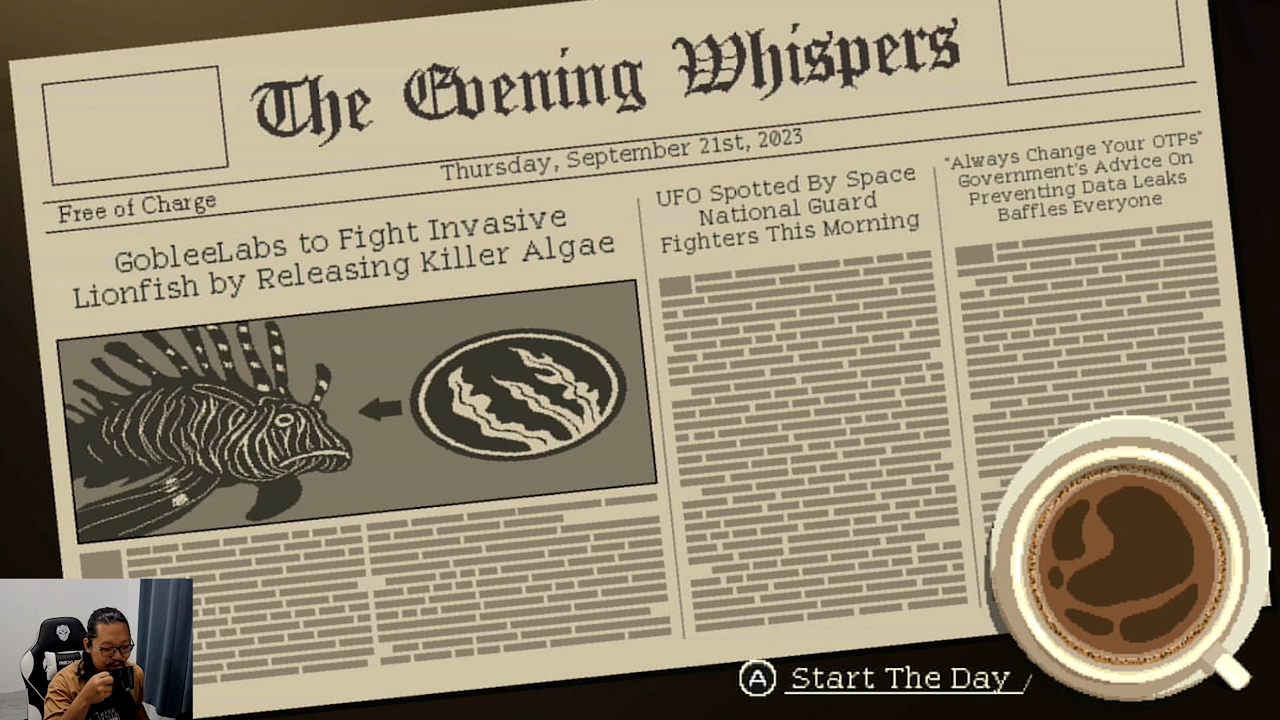 The Evening Whispers
Thursday, September 21st, 2023
Free of Charge
GobleeLabs to Fight Invasive
Lionfish by Releasing Killer Algae
UFO Spotted By Space
National Guard
Fighters This Morning
"Always Change Your OTPs"
Government's Advice On
Preventing Data Leaks
Baffles Everyone
A Start The Day